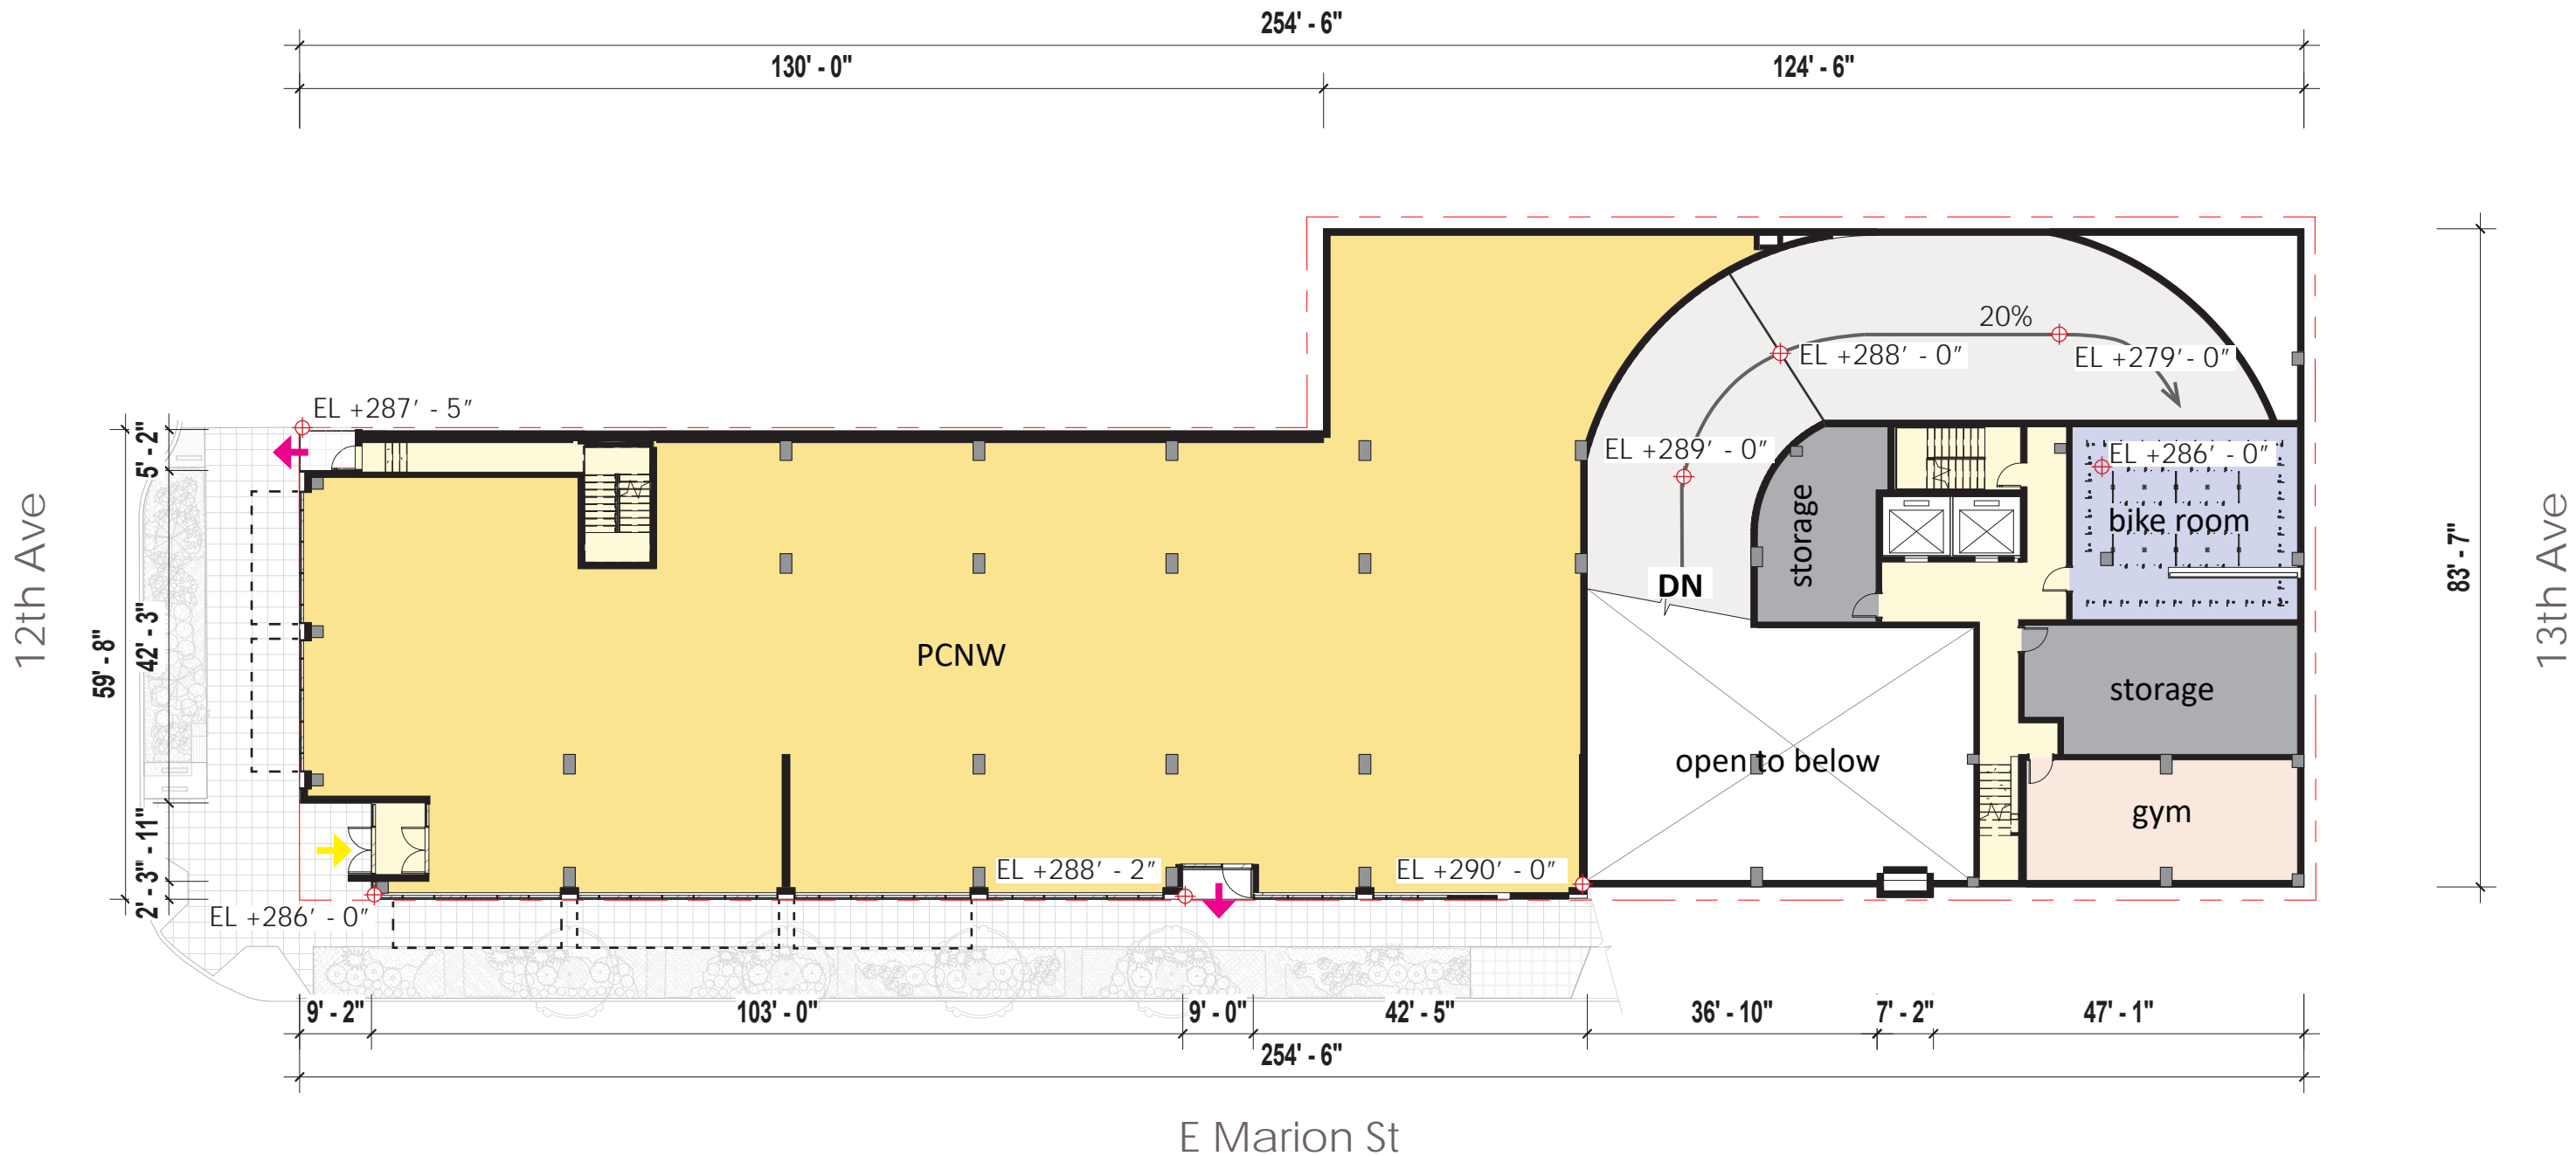 254' - 6"
130' - 0"
124' - 6"
20%
EL +288' - 0"
EL +279' - 0"
EL +287' - 5"
EL +289' - 0"
EL +286' - 0"
5' - 2"
42' - 3"
59' - 8"
2' - 3" - 11"
12th Ave
storage
bike room
83' - 7"
13th Ave
DN
PCNW
storage
open to below
gym
EL +288' - 2"
EL +290' - 0"
EL +286' - 0"
9' - 2"
103' - 0"
9' - 0"
42' - 5"
36' - 10"
7' - 2"
47' - 1"
254' - 6"
E Marion St